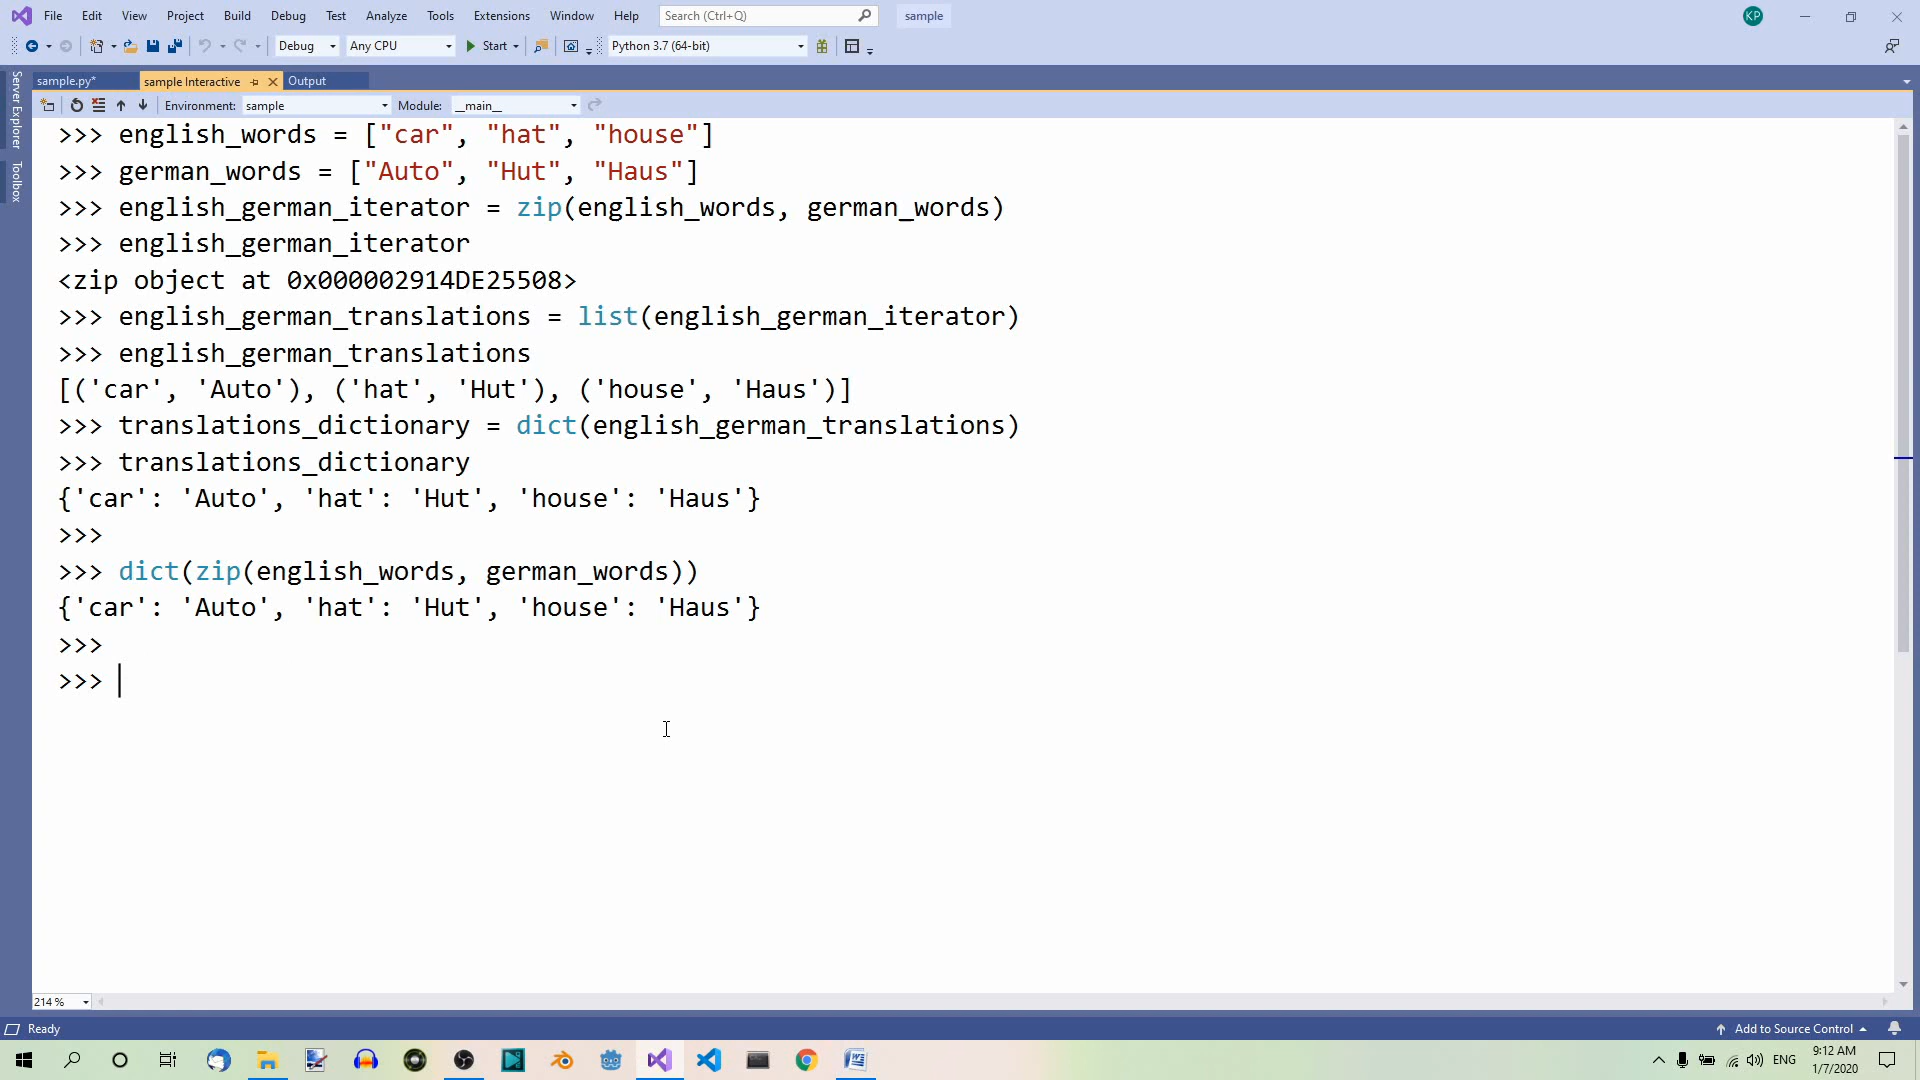 File Edit View Project Build Debug Test Analyze Tools Extensions Window Help Search (Ctrl+Q) sample KP
Debug Any CPU Start Python 3.7 (64-bit)
Server Explorer
Toolbox
sample.py* sample Interactive Output
Environment: sample Module: __main__
>>> english_words = ["car", "hat", "house"]
>>> german_words = ["Auto", "Hut", "Haus"]
>>> english_german_iterator = zip(english_words, german_words)
>>> english_german_iterator
<zip object at 0x000002914DE25508>
>>> english_german_translations = list(english_german_iterator)
>>> english_german_translations
[('car', 'Auto'), ('hat', 'Hut'), ('house', 'Haus')]
>>> translations_dictionary = dict(english_german_translations)
>>> translations_dictionary
{'car': 'Auto', 'hat': 'Hut', 'house': 'Haus'}
>>>
>>> dict(zip(english_words, german_words))
{'car': 'Auto', 'hat': 'Hut', 'house': 'Haus'}
>>>
>>>
214 %
Ready Add to Source Control
ENG 9:12 AM
1/7/2020